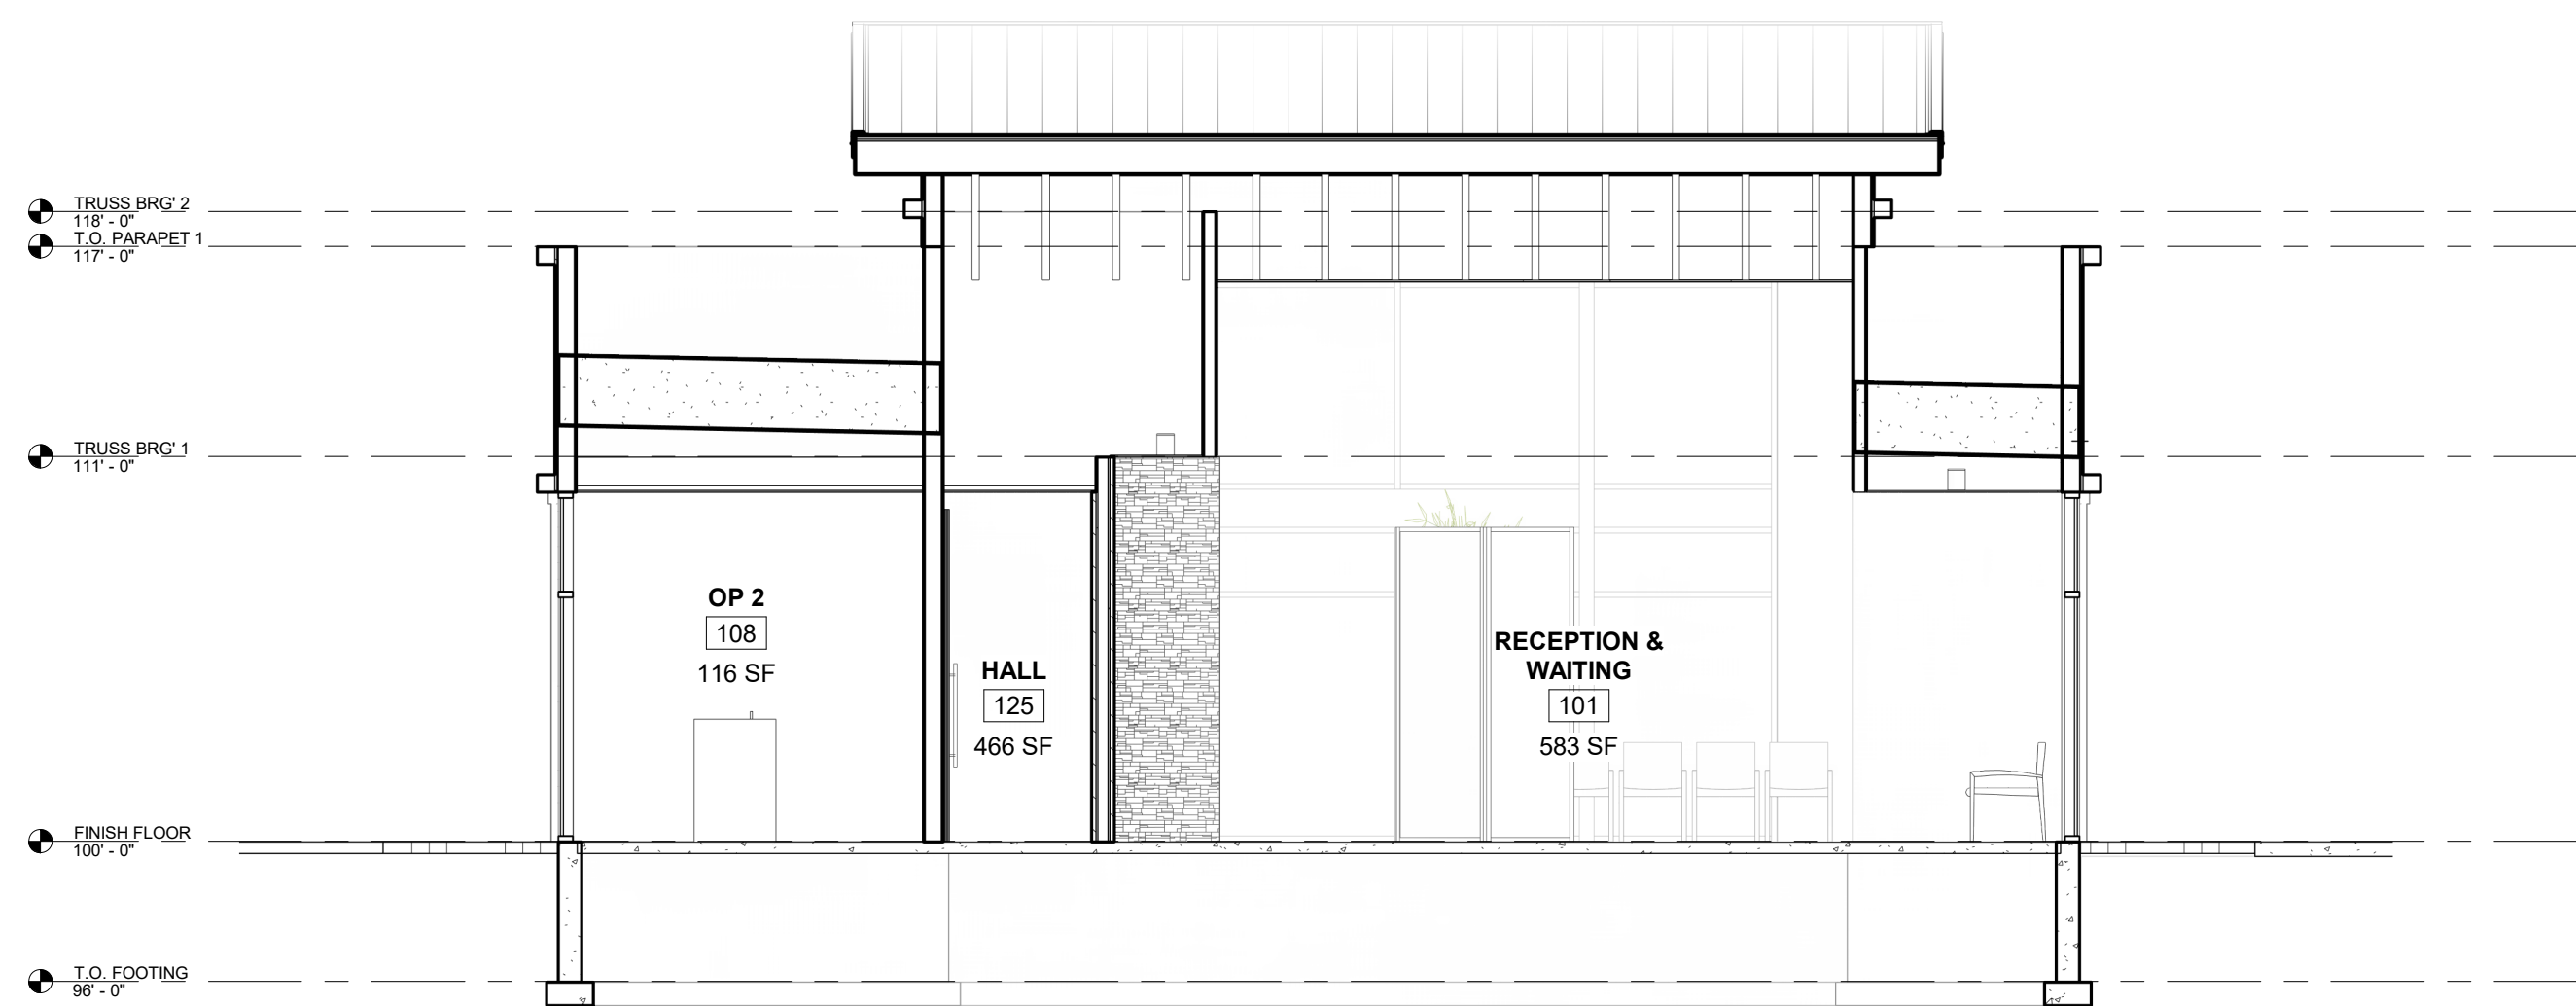 TRUSS BRG' 2
118' - 0"
T.O. PARAPET 1
117' - 0"
TRUSS BRG' 1
111' - 0"
OP 2
108
116 SF
HALL
125
466 SF
RECEPTION &
WAITING
101
583 SF
FINISH FLOOR
100' - 0"
T.O. FOOTING
96' - 0"